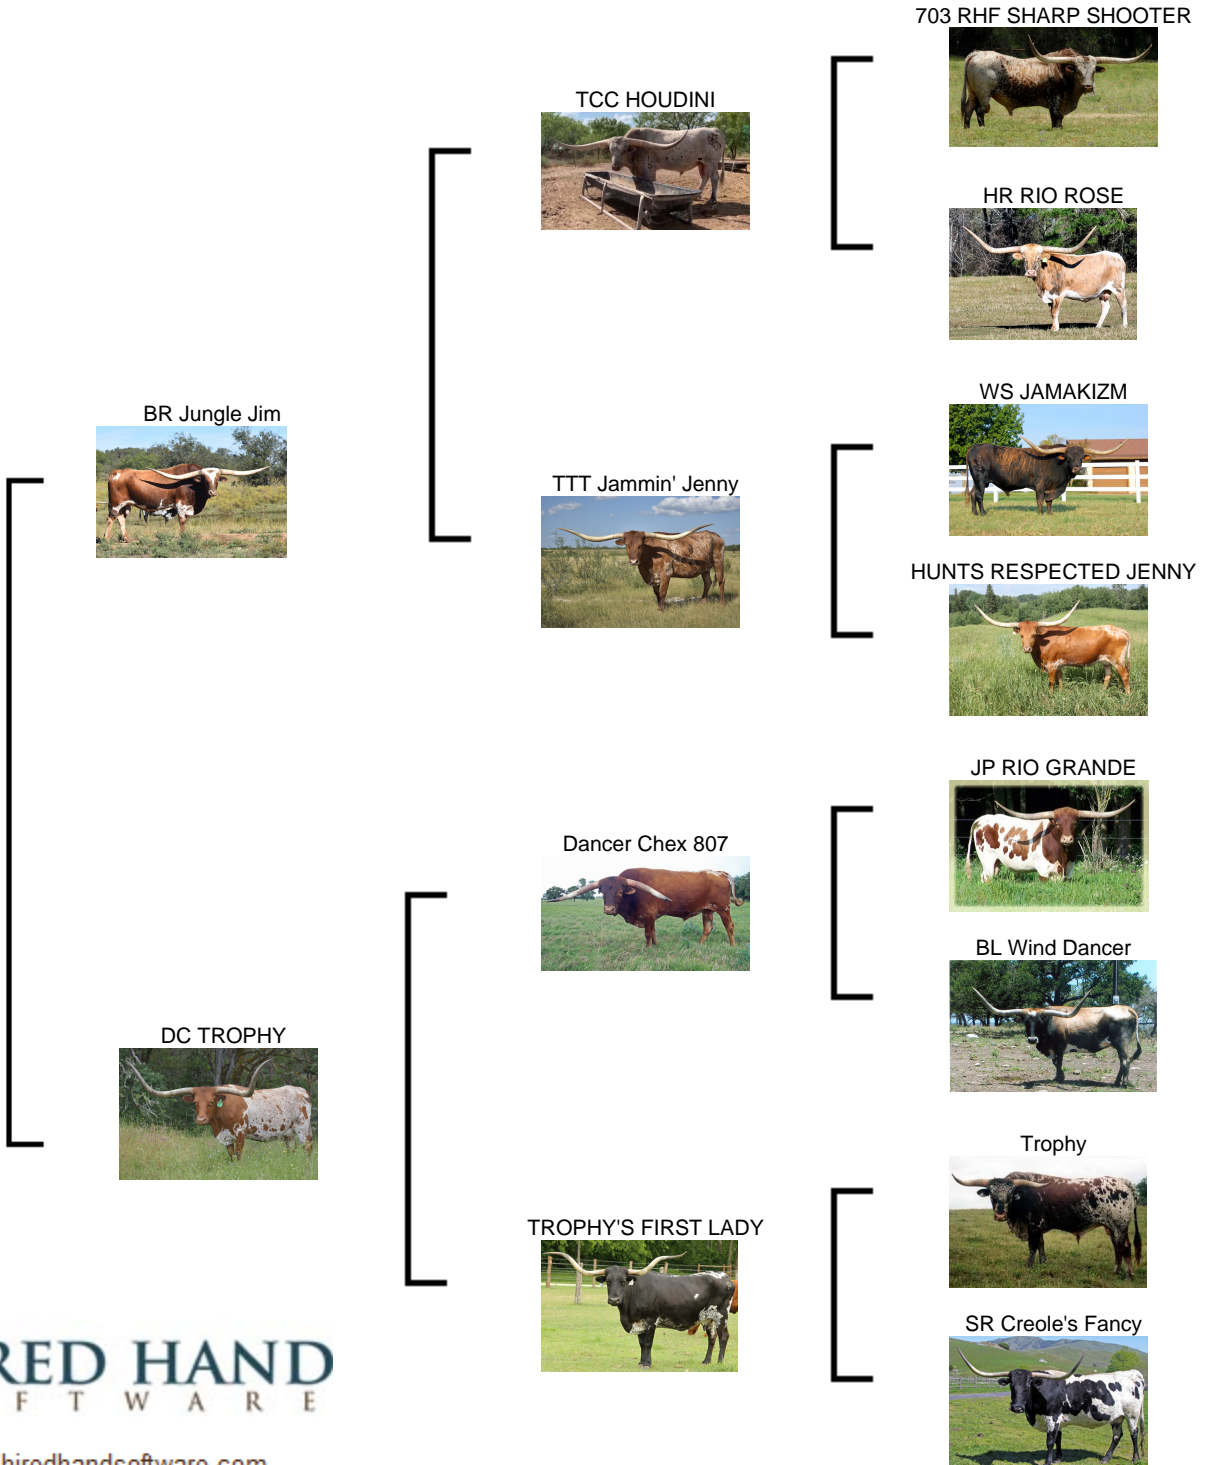 703 RHF SHARP SHOOTER
TCC HOUDINI
HR RIO ROSE
WS JAMAKIZM
BR Jungle Jim
TTT Jammin' Jenny
HUNTS RESPECTED JENNY
JP RIO GRANDE
Dancer Chex 807
BL Wind Dancer
DC TROPHY
Trophy
TROPHY'S FIRST LADY
SR Creole's Fancy
RED HAND
F T W A R E
hiredhandsoftware.com